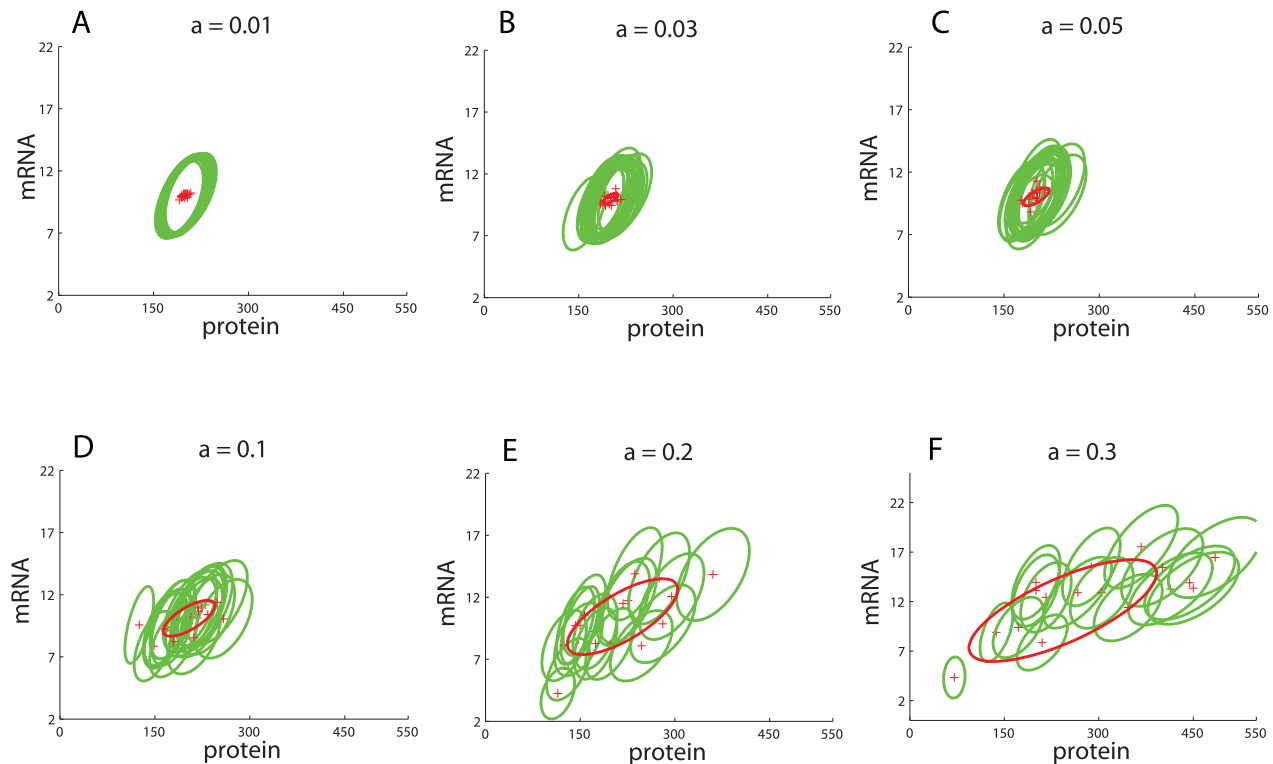 A
a = 0.01
22
17
12
7
2
mRNA
0
150
300
450
550
protein
B
a = 0.03
22
17
12
7
2
mRNA
0
150
300
450
550
protein
C
a = 0.05
22
17
12
7
2
mRNA
0
150
300
450
550
protein
D
a = 0.1
22
17
12
7
2
mRNA
0
150
300
450
550
protein
E
a = 0.2
22
17
12
7
2
mRNA
0
150
300
450
550
protein
F
a = 0.3
22
17
12
7
2
mRNA
0
150
300
450
550
protein